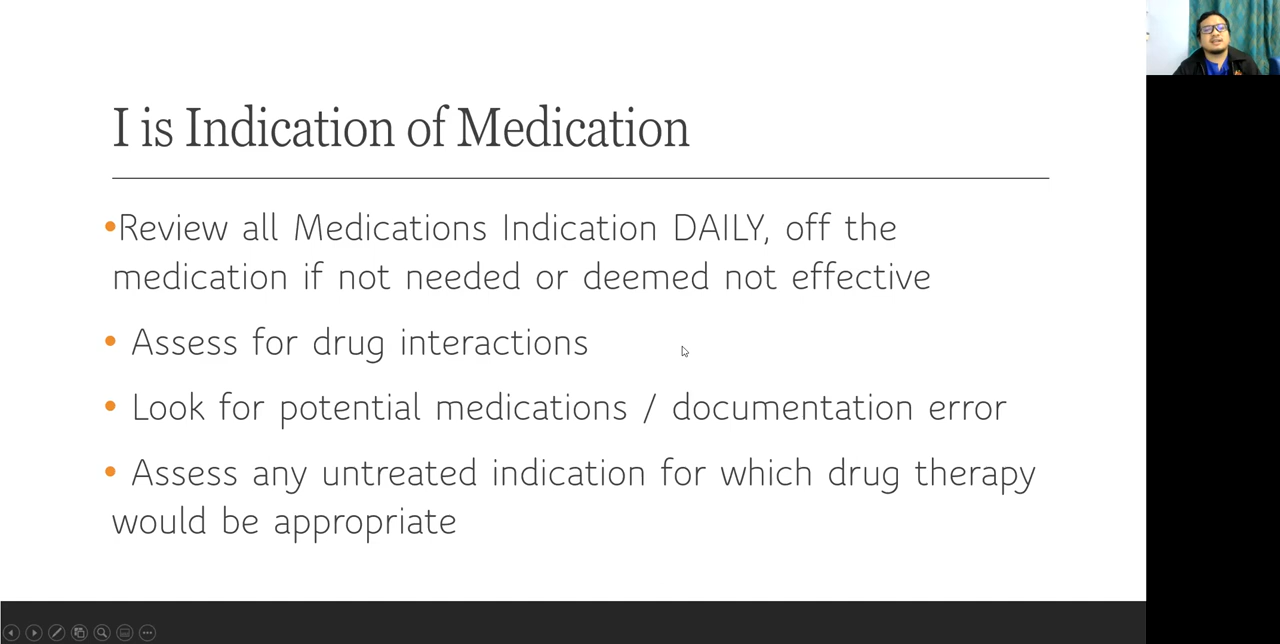 I is Indication of Medication
•Review all Medications Indication DAILY, off the
medication if not needed or deemed not effective
• Assess for drug interactions
• Look for potential medications / documentation error
• Assess any untreated indication for which drug therapy
would be appropriate